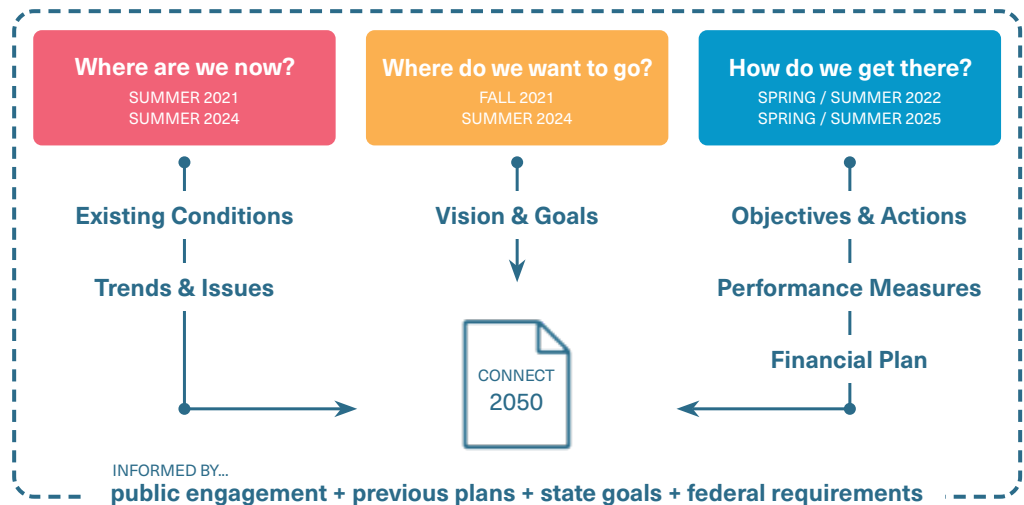 Where are we now?
SUMMER 2021
SUMMER 2024
Where do we want to go?
FALL 2021
SUMMER 2024
How do we get there?
SPRING / SUMMER 2022
SPRING / SUMMER 2025
Existing Conditions
Trends & Issues
Vision & Goals
Objectives & Actions
Performance Measures
Financial Plan
CONNECT
2050
INFORMED BY...
public engagement + previous plans + state goals + federal requirements